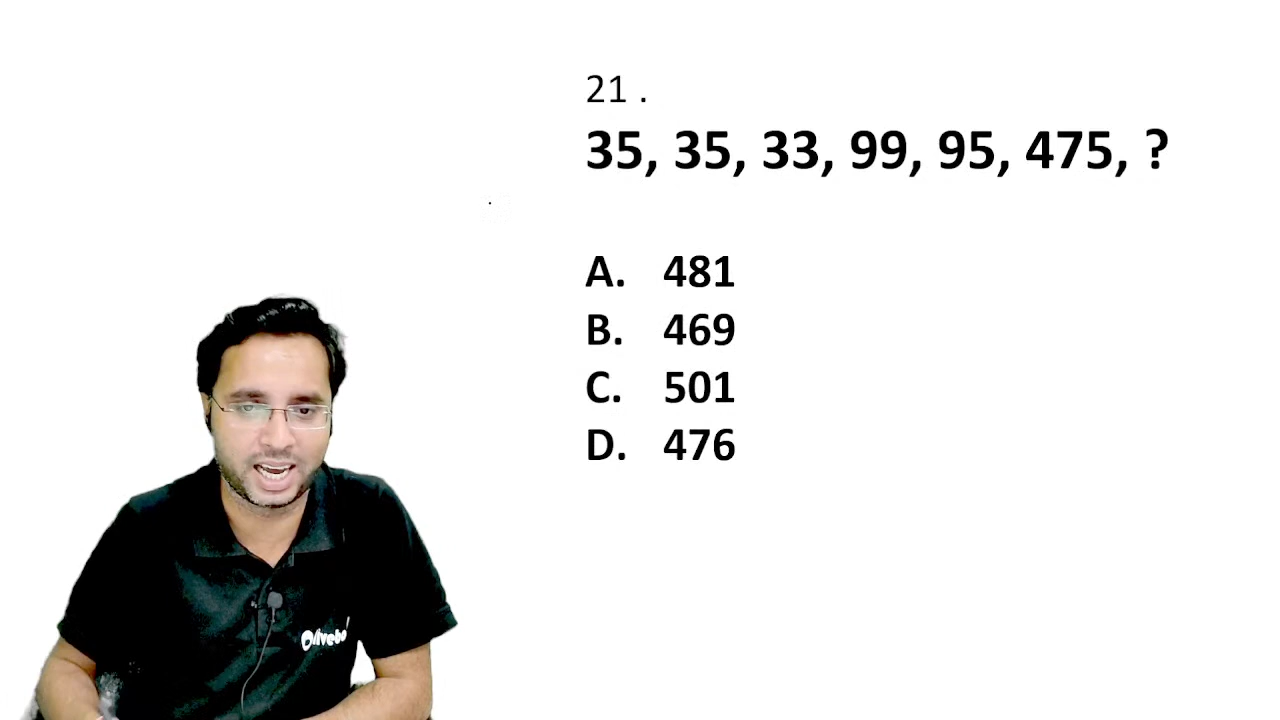 21 .
35, 35, 33, 99, 95, 475, ?
A. 481
B. 469
C. 501
D. 476